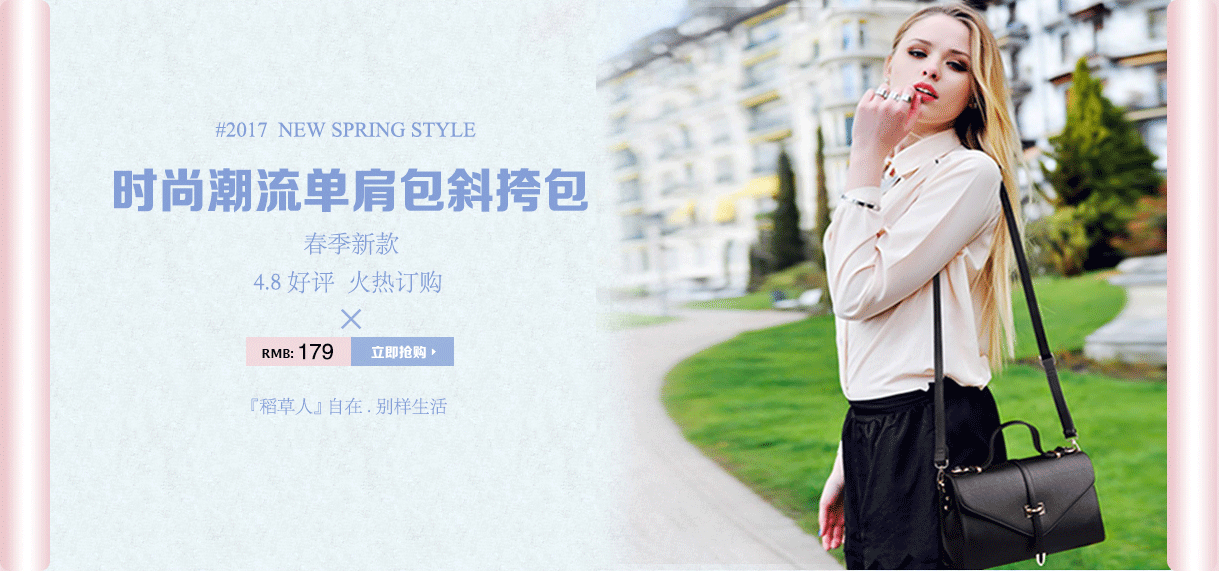 #2017 NEW SPRING STYLE
时尚潮流单肩包斜挎包
春季新款
4.8 好评 火热订购
×
RMB: 179 立即抢购
『稻草人』自在 . 别样生活